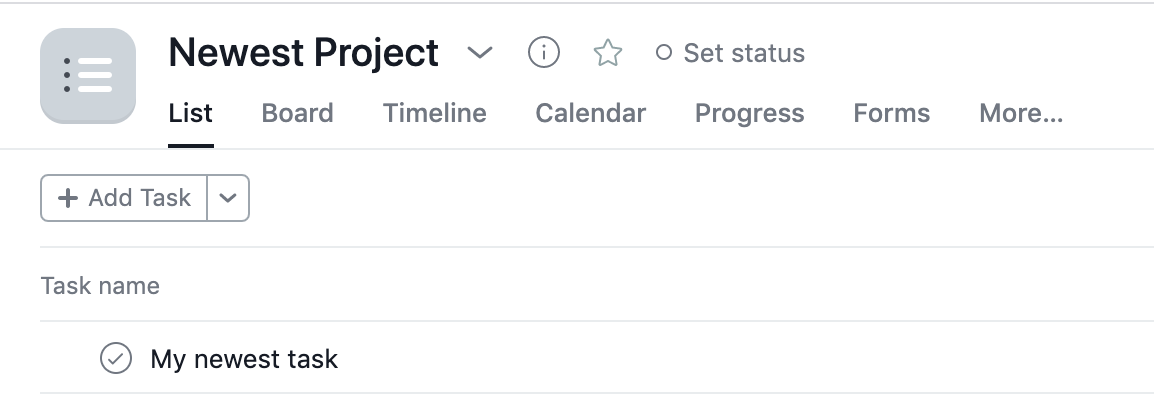 Newest Project
Set status
List Board Timeline Calendar Progress Forms More...
+ Add Task
Task name
My newest task